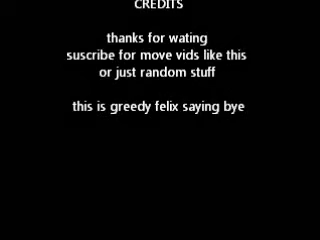 CREDITS
thanks for wating
suscribe for move vids like this
or just random stuff
this is greedy felix saying bye